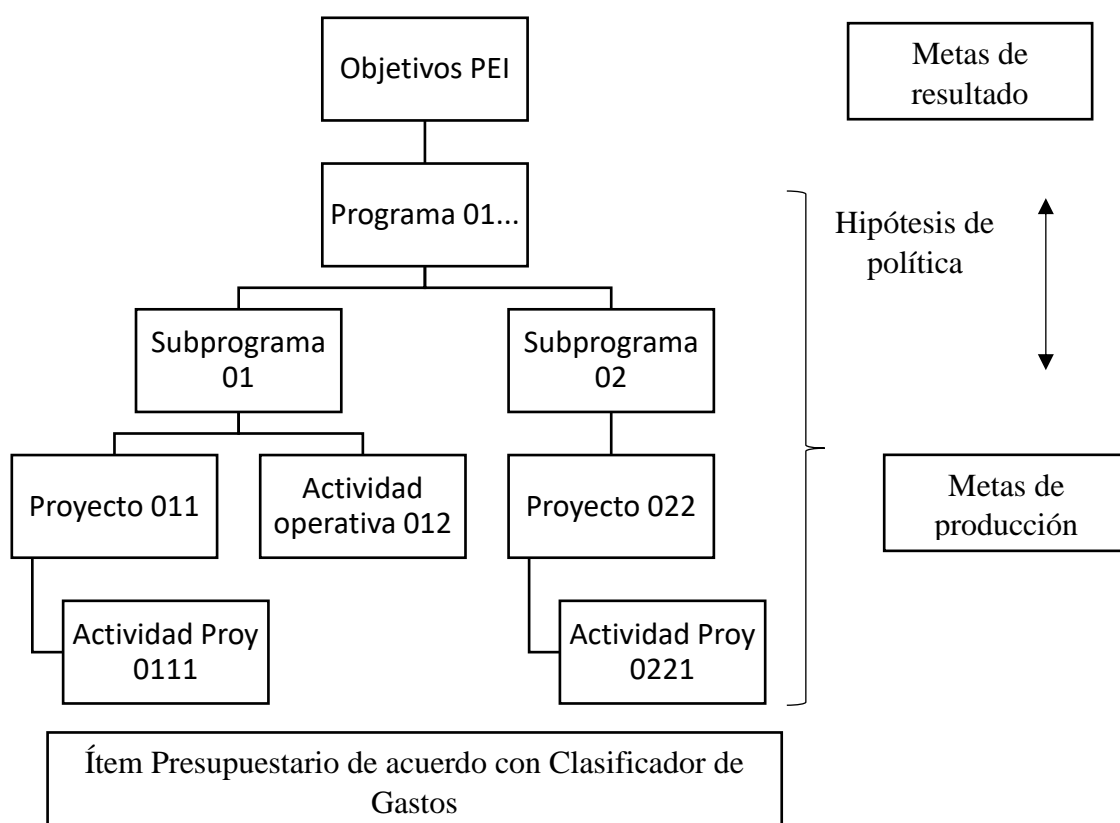 Objetivos PEI
Metas de
resultado
Programa 01...
Hipótesis de
política
Subprograma
01
Subprograma
02
Proyecto 011
Actividad
operativa 012
Proyecto 022
Metas de
producción
Actividad Proy
0111
Actividad Proy
0221
Ítem Presupuestario de acuerdo con Clasificador de
Gastos